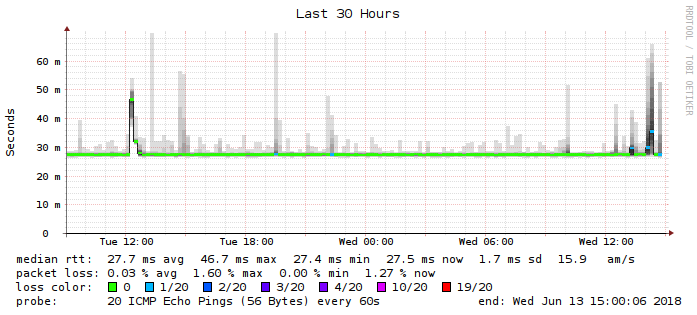 Last 30 Hours
RRDTOOL / TOBI OETIKER
Seconds
60 m
50 m
40 m
30 m
20 m
10 m
0
Tue 12:00 Tue 18:00 Wed 00:00 Wed 06:00 Wed 12:00
median rtt: 27.7 ms avg 46.7 ms max 27.4 ms min 27.5 ms now 1.7 ms sd 15.9 am/s
packet loss: 0.03 % avg 1.60 % max 0.00 % min 1.27 % now
loss color: 0 1/20 2/20 3/20 4/20 10/20 19/20
probe: 20 ICMP Echo Pings (56 Bytes) every 60s end: Wed Jun 13 15:00:06 2018